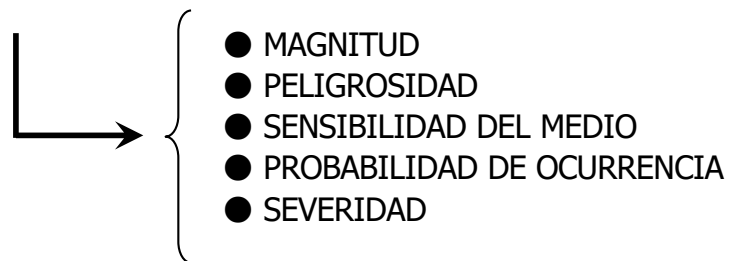 ● MAGNITUD
● PELIGROSIDAD
● SENSIBILIDAD DEL MEDIO
● PROBABILIDAD DE OCURRENCIA
● SEVERIDAD